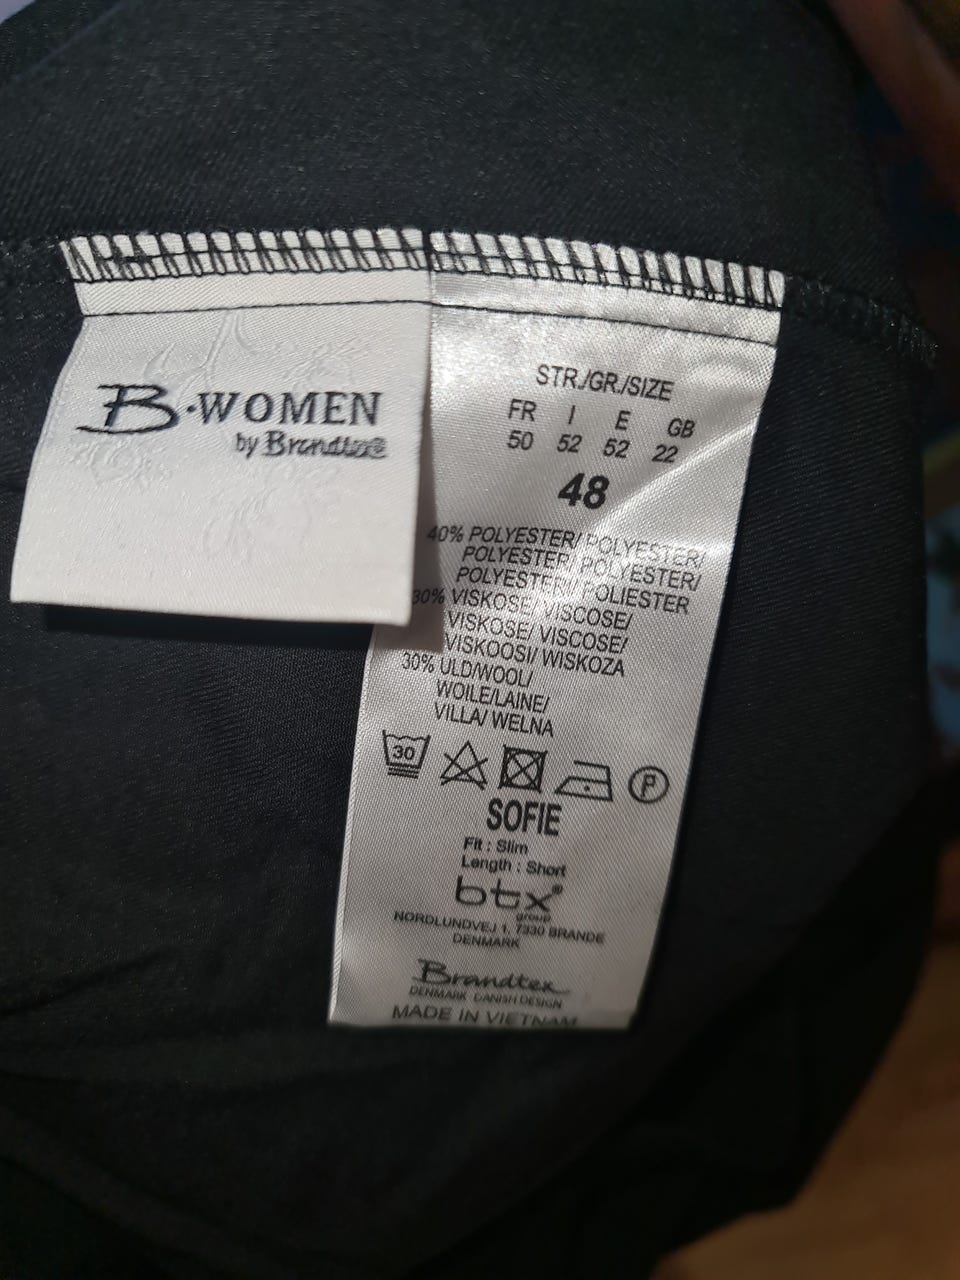 B·WOMEN
by Brandtex®
STR./GR./SIZE
FR I E GB
50 52 52 22
48
40% POLYESTER/ POLYESTER/
POLYESTER/ POLYESTER/
POLYESTER/ POLIESTER
30% VISKOSE/ VISCOSE/
VISKOSE/ VISCOSE/
VISKOOSI/ WISKOZA
30% ULD/WOOL/
WOILE/LAINE/
VILLA/ WELNA
30
P
SOFIE
Fit : Slim
Length : Short
btx®
group
NORDLUNDVEJ 1, 7330 BRANDE
DENMARK
Brandtex
DENMARK DANISH DESIGN
MADE IN VIETNAM